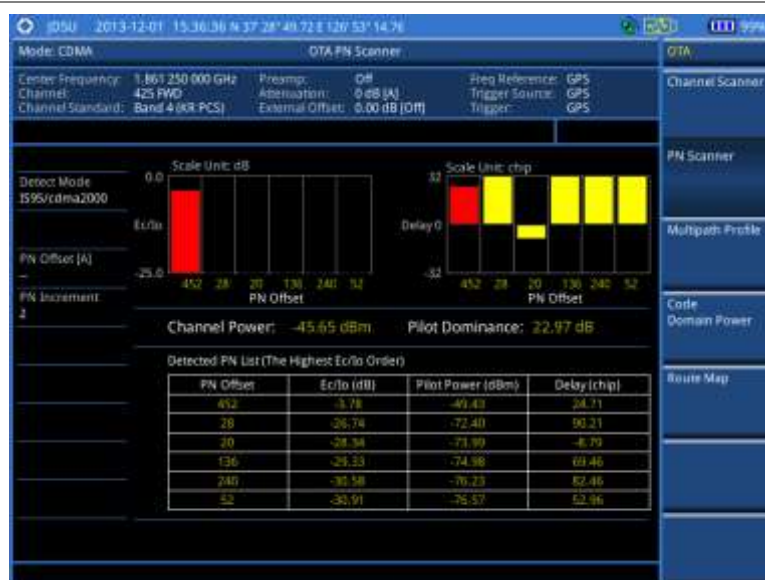 JDSU 2013-12-01 15:36:36 N 37° 28' 49.72 E 126° 53' 14.76 99%
Mode: CDMA OTA PN Scanner OTA
Center Frequency: 1.861 250 000 GHz Preamp: Off Freq Reference: GPS
Channel: 425 FWD Attenuation: 0 dB [A] Trigger Source: GPS
Channel Standard: Band 4 (KR PCS) External Offset: 0.00 dB [Off] Trigger: GPS
Channel Scanner
PN Scanner
Multipath Profile
Code
Domain Power
Route Map
Detect Mode
IS95/cdma2000
PN Offset [A]
--
PN Increment
2
Scale Unit: dB
0.0
Ec/Io
-25.0
452 28 20 136 240 52
PN Offset
Scale Unit: chip
32
Delay 0
-32
452 28 20 136 240 52
PN Offset
Channel Power: -45.65 dBm Pilot Dominance: 22.97 dB
Detected PN List (The Highest Ec/Io Order)
PN Offset Ec/Io (dB) Pilot Power (dBm) Delay (chip)
452 -3.78 -49.43 24.71
28 -26.74 -72.40 90.21
20 -28.34 -73.99 -8.79
136 -29.33 -74.98 69.46
240 -30.58 -76.23 82.46
52 -30.91 -76.57 52.96